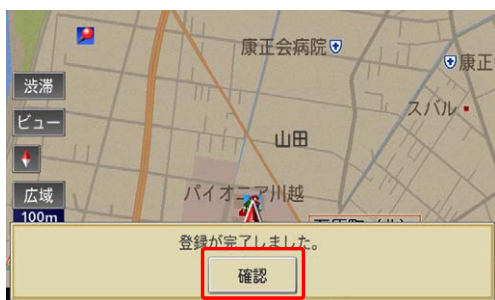 康正会病院
康正
渋滞
スバル
ビュー
山田
広域
パイオニア川越
100m
登録が完了しました。
確認